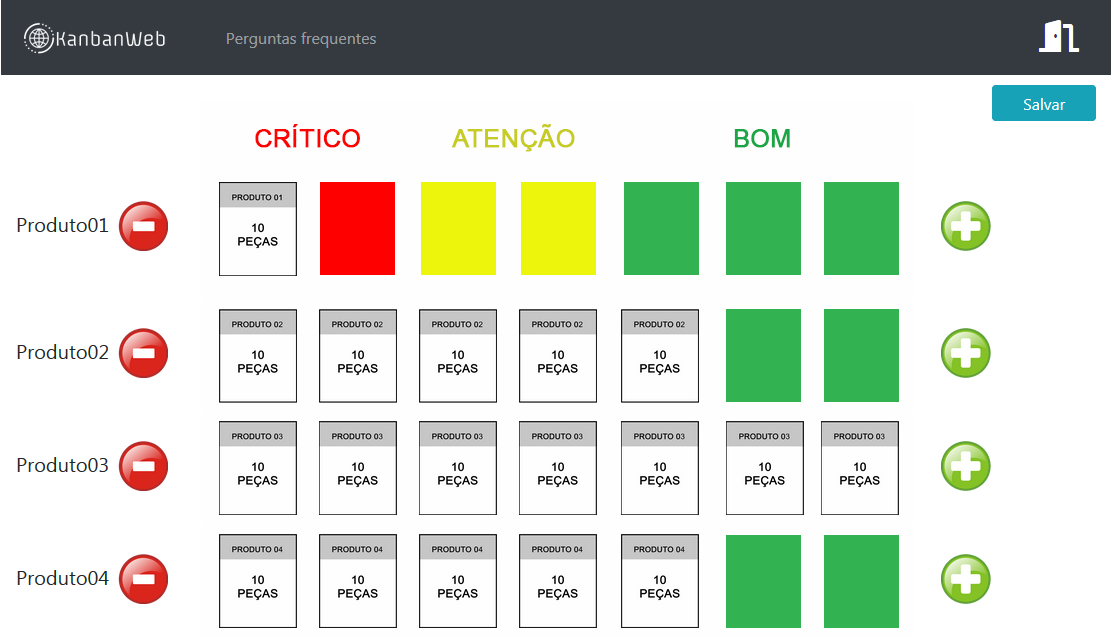 KanbanWeb
Perguntas frequentes
Salvar
CRÍTICO ATENÇÃO BOM
Produto01
PRODUTO 01
10
PEÇAS
Produto02
PRODUTO 02 PRODUTO 02 PRODUTO 02 PRODUTO 02 PRODUTO 02
10 10 10 10 10
PEÇAS PEÇAS PEÇAS PEÇAS PEÇAS
Produto03
PRODUTO 03 PRODUTO 03 PRODUTO 03 PRODUTO 03 PRODUTO 03 PRODUTO 03 PRODUTO 03
10 10 10 10 10 10 10
PEÇAS PEÇAS PEÇAS PEÇAS PEÇAS PEÇAS PEÇAS
Produto04
PRODUTO 04 PRODUTO 04 PRODUTO 04 PRODUTO 04 PRODUTO 04
10 10 10 10 10
PEÇAS PEÇAS PEÇAS PEÇAS PEÇAS